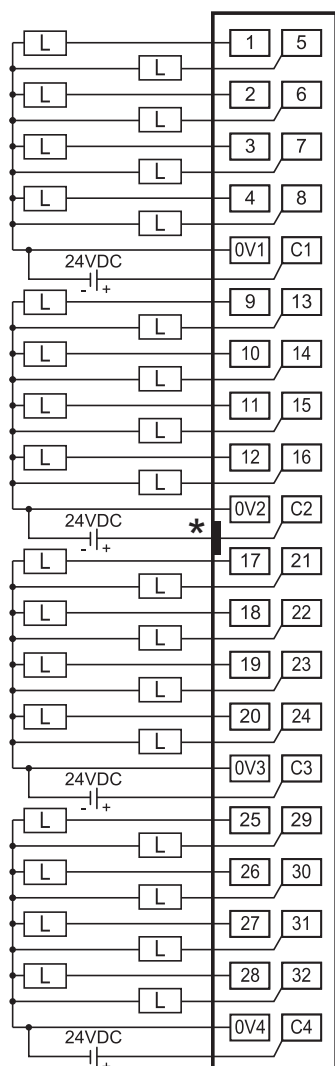 L 1 5
L
L 2 6
L
L 3 7
L
L 4 8
L
0V1 C1
24VDC
- +
L 9 13
L
L 10 14
L
L 11 15
L
L 12 16
L
0V2 C2
24VDC *
- +
L 17 21
L
L 18 22
L
L 19 23
L
L 20 24
L
0V3 C3
24VDC
- +
L 25 29
L
L 26 30
L
L 27 31
L
L 28 32
L
0V4 C4
24VDC
- +